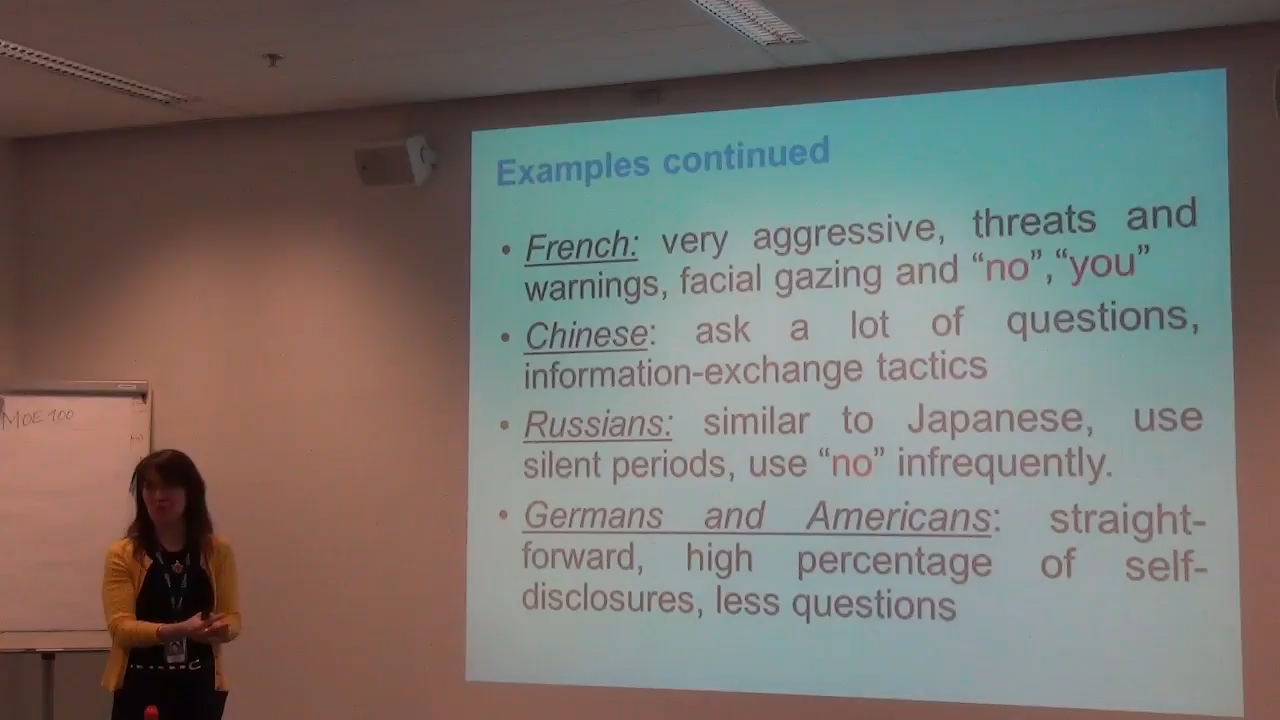 Examples continued
• French: very aggressive, threats and
warnings, facial gazing and “no”,“you”
• Chinese: ask a lot of questions,
information-exchange tactics
• Russians: similar to Japanese, use
silent periods, use “no” infrequently.
• Germans and Americans: straight-
forward, high percentage of self-
disclosures, less questions
MOE 100